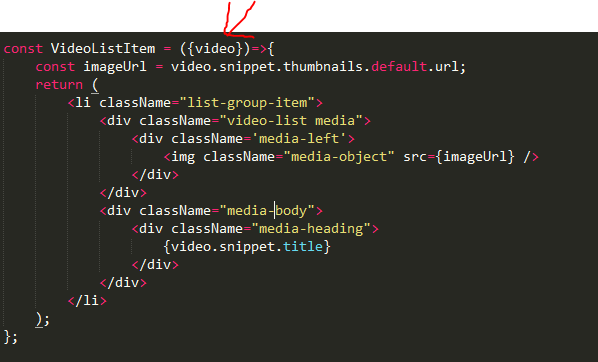 const VideoListItem = ({video})=>{
    const imageUrl = video.snippet.thumbnails.default.url;
    return (
        <li className="list-group-item">
            <div className="video-list media">
                <div className='media-left'>
                    <img className="media-object" src={imageUrl} />
                </div>
            </div>
            <div className="media-body">
                <div className="media-heading">
                    {video.snippet.title}
                </div>
            </div>
        </li>
    );
};